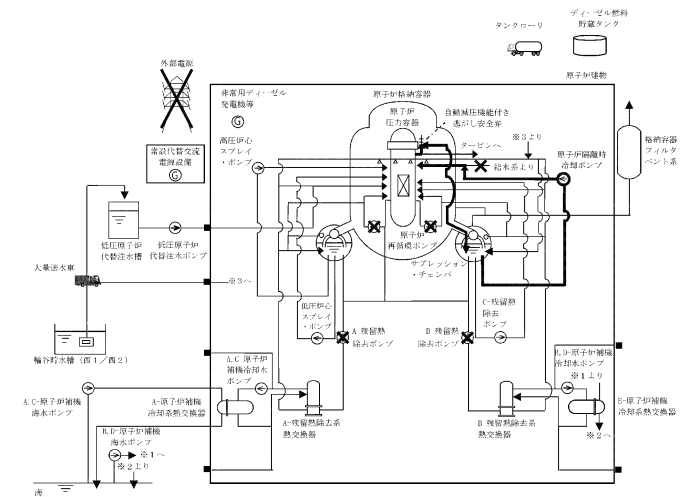 タンクローリ
ディーゼル燃料
貯蔵タンク
外部電源
原子炉建物
非常用ディーゼル
発電機等
G
原子炉格納容器
原子炉
圧力容器
自動減圧機能付き
逃がし安全弁
タービンへ
※3より
給水系より
原子炉隔離時
冷却ポンプ
格納容器
フィルタ
ベント系
高圧炉心
スプレイ
・ポンプ
常設代替交流
電源設備
G
低圧原子炉
代替注水槽
低圧原子炉
代替注水ポンプ
原子炉
再循環ポンプ
サプレッション
・チェンバ
大量送水車
※3へ
低圧炉心
スプレイ
・ポンプ
A-残留熱
除去ポンプ
B-残留熱
除去ポンプ
C-残留熱
除去
ポンプ
輪谷貯水槽(西1/西2)
A,C-原子炉
補機冷却水
ポンプ
B,D-原子炉補機
冷却水ポンプ
※1より
A,C-原子炉補機
海水ポンプ
A-原子炉補機
冷却系熱交換器
B-原子炉補機
冷却系熱交換器
B,D-原子炉補機
海水ポンプ
※1へ
※2より
A-残留熱除去系
熱交換器
B-残留熱除去系
熱交換器
※2へ
海